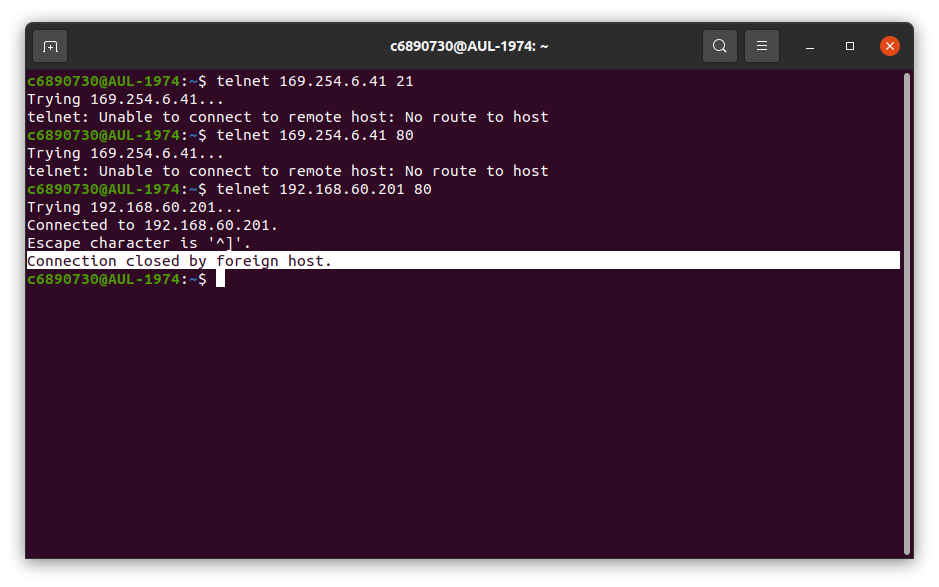 c6890730@AUL-1974: ~
c6890730@AUL-1974:~$ telnet 169.254.6.41 21
Trying 169.254.6.41...
telnet: Unable to connect to remote host: No route to host
c6890730@AUL-1974:~$ telnet 169.254.6.41 80
Trying 169.254.6.41...
telnet: Unable to connect to remote host: No route to host
c6890730@AUL-1974:~$ telnet 192.168.60.201 80
Trying 192.168.60.201...
Connected to 192.168.60.201.
Escape character is '^]'.
Connection closed by foreign host.
c6890730@AUL-1974:~$